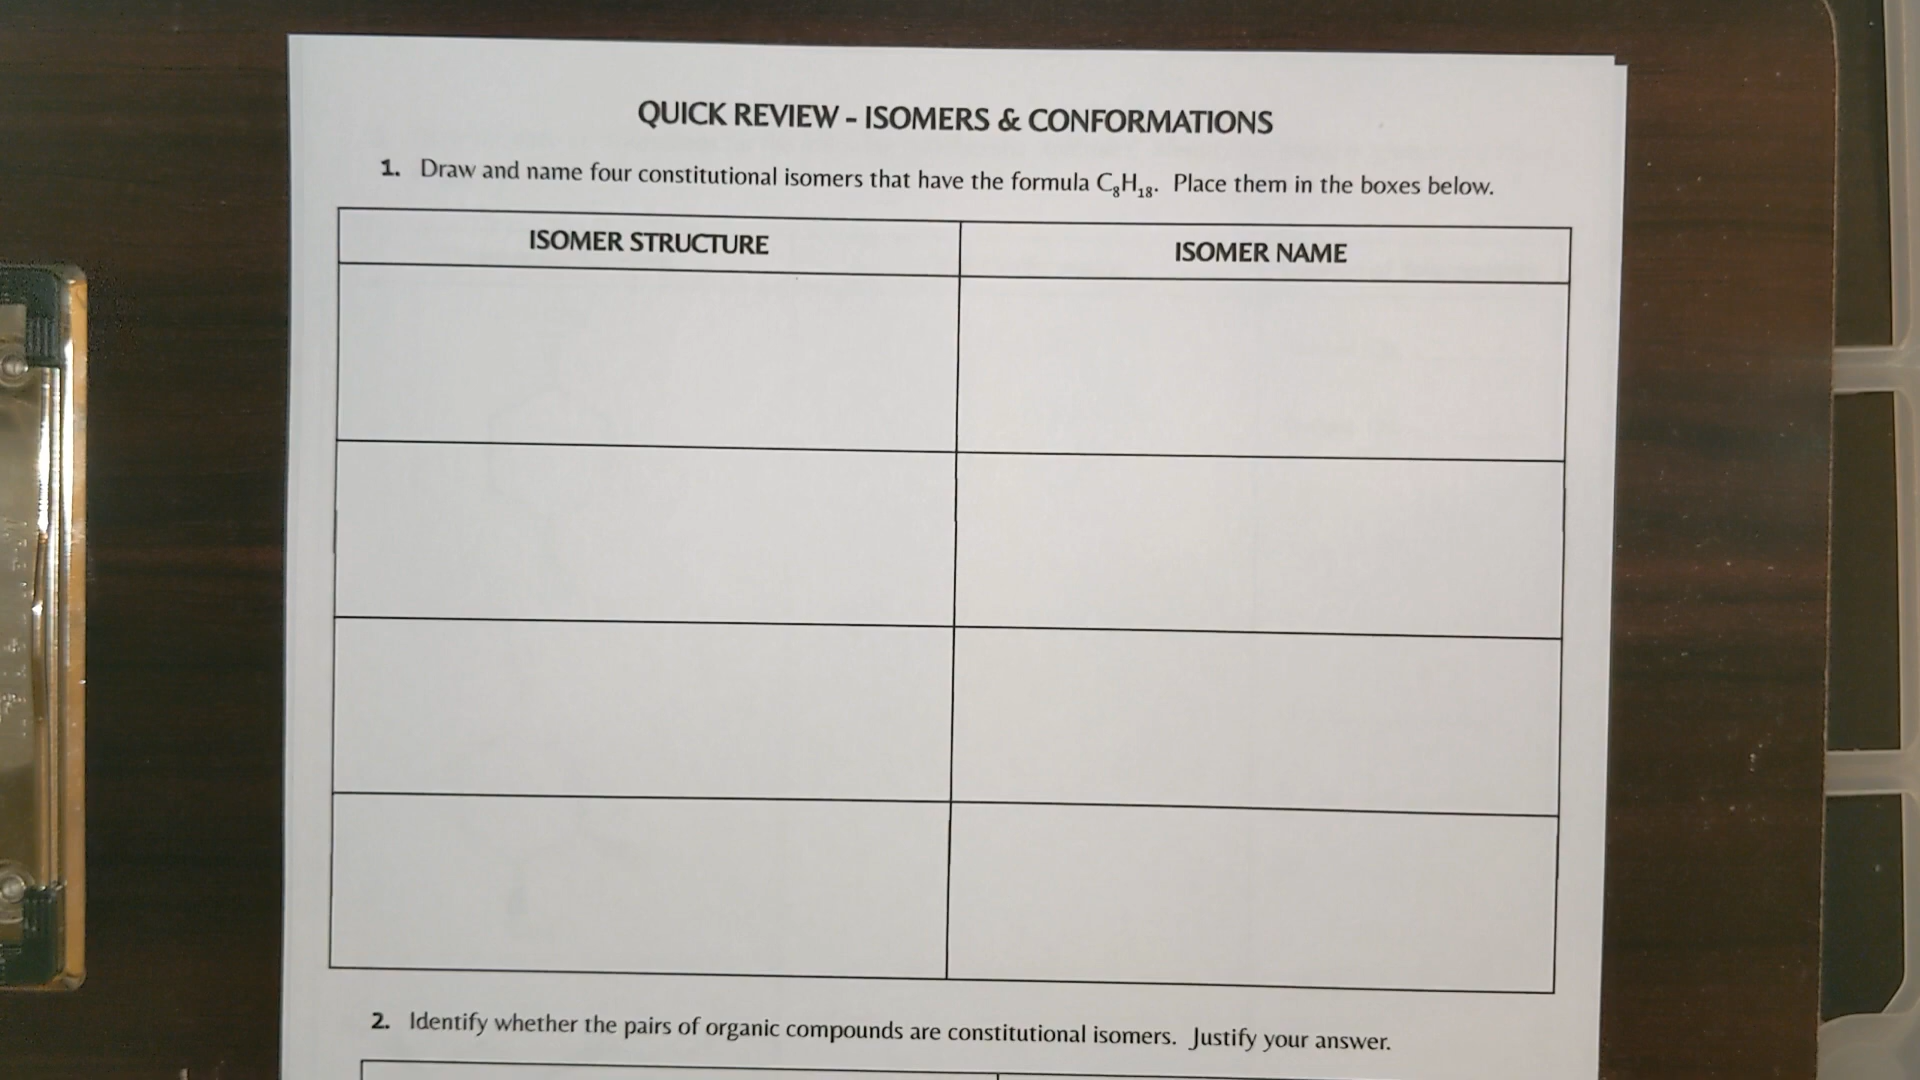 QUICK REVIEW - ISOMERS & CONFORMATIONS
1. Draw and name four constitutional isomers that have the formula C₈H₁₈. Place them in the boxes below.
ISOMER STRUCTURE ISOMER NAME
2. Identify whether the pairs of organic compounds are constitutional isomers. Justify your answer.